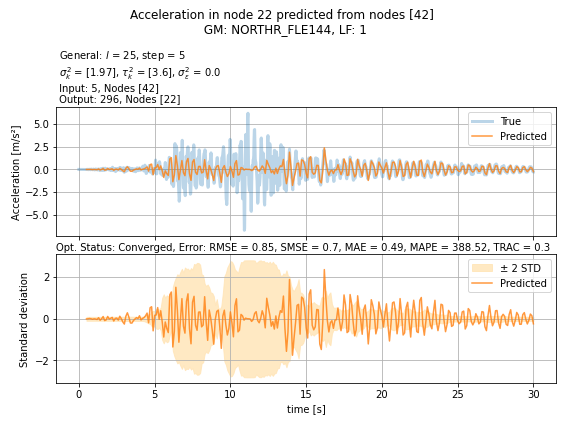 Acceleration in node 22 predicted from nodes [42]
GM: NORTHR_FLE144, LF: 1
General: l = 25, step = 5
σ²ₖ = [1.97], τ²ₖ = [3.6], σ²ε = 0.0
Input: 5, Nodes [42]
Output: 296, Nodes [22]
Acceleration [m/s²]
5.0
2.5
0.0
−2.5
−5.0
True
Predicted
Opt. Status: Converged, Error: RMSE = 0.85, SMSE = 0.7, MAE = 0.49, MAPE = 388.52, TRAC = 0.3
Standard deviation
2
0
−2
± 2 STD
Predicted
0 5 10 15 20 25 30
time [s]